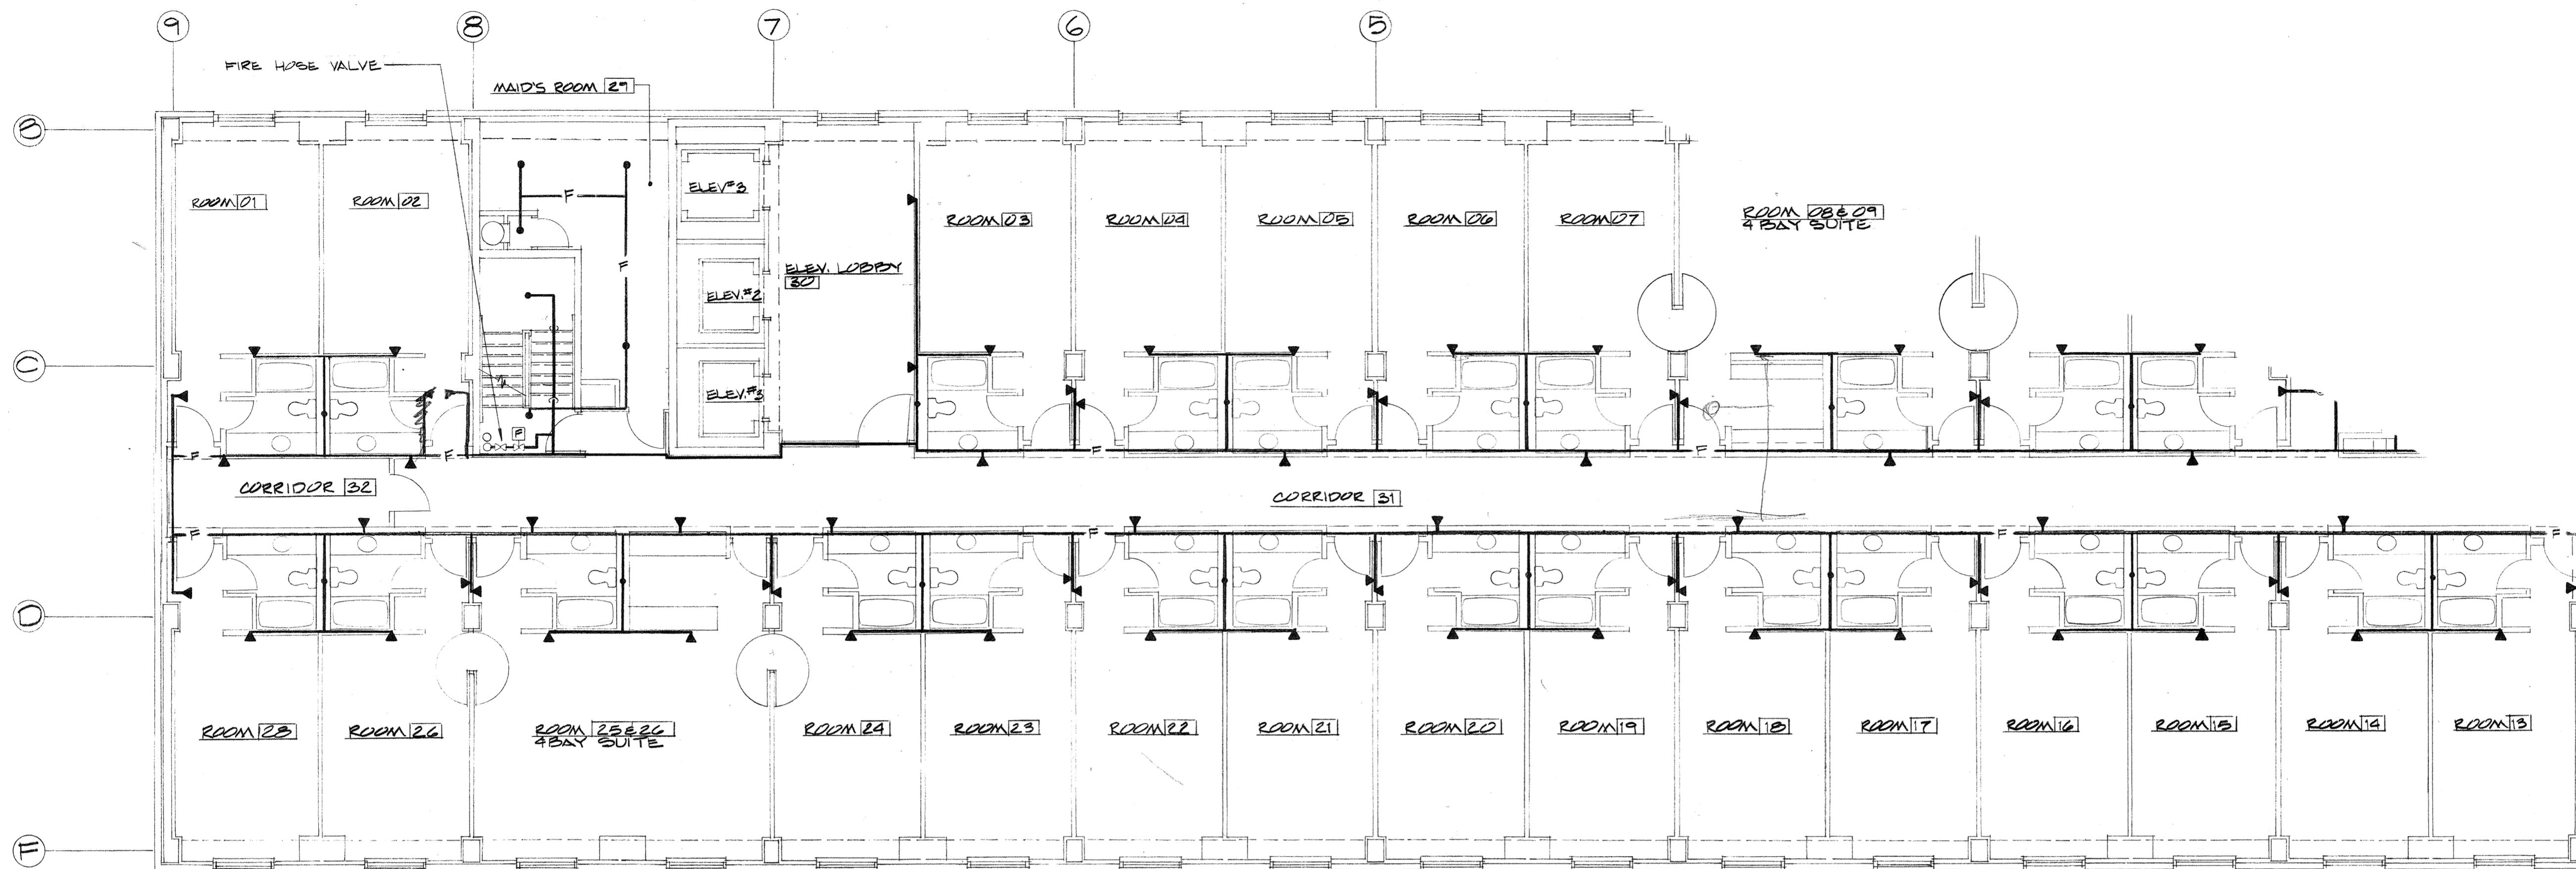 9
8
7
6
5
FIRE HOSE VALVE
MAID'S ROOM 29
B
ROOM 01
ROOM 02
F
ELEV#3
ROOM 03
ROOM 04
ROOM 05
ROOM 06
ROOM 07
ROOM 08 & 09
4 BAY SUITE
F
ELEV. LOBBY
30
ELEV.#2
C
ELEV.#3
F
F
F
F
F
CORRIDOR 32
CORRIDOR 31
F
F
F
F
D
ROOM 28
ROOM 26
ROOM 25 & 26
4 BAY SUITE
ROOM 24
ROOM 23
ROOM 22
ROOM 21
ROOM 20
ROOM 19
ROOM 18
ROOM 17
ROOM 16
ROOM 15
ROOM 14
ROOM 13
F